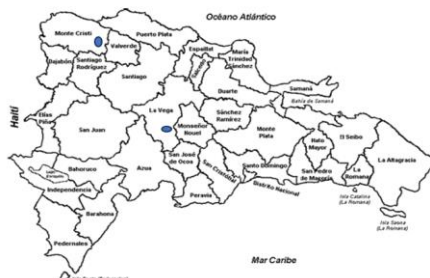 Océano Atlántico
Monte Cristi
Puerto Plata
Valverde
Espaillat
María
Trinidad
Sánchez
Dajabón
Santiago
Rodríguez
Salcedo
Santiago
Duarte
Samaná
Bahía de Samaná
Haití
Elías
Piña
La Vega
Sánchez
Ramírez
San Juan
Monseñor
Nouel
Monte
Plata
Hato
Mayor
El Seibo
La Altagracia
San José
de Ocoa
San Cristóbal
Santo Domingo
San Pedro
de Macorís
La
Romana
Bahoruco
Azua
Independencia
Peravia
Distrito Nacional
Isla Catalina
(La Romana)
Barahona
Isla Saona
(La Romana)
Pedernales
Mar Caribe